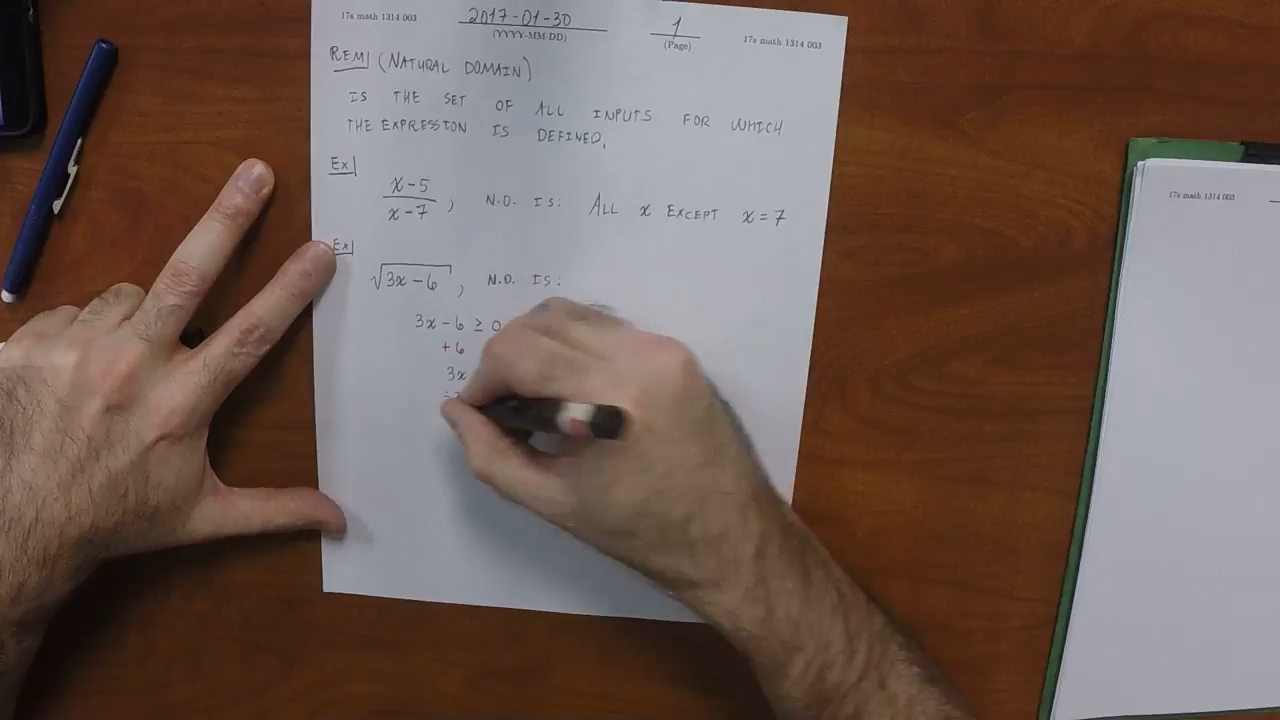 17s math 1314 003
2017-01-30
(YYYY-MM-DD)
1
(Page)
17s math 1314 003
REM (NATURAL DOMAIN)
IS THE SET OF ALL INPUTS FOR WHICH
THE EXPRESSION IS DEFINED.
Ex
x-5
x-7 , N.D. IS: ALL x EXCEPT x=7
Ex
√3x-6 , N.D. IS:
3x-6 ≥ 0
+6
3x
÷
17s math 1314 003